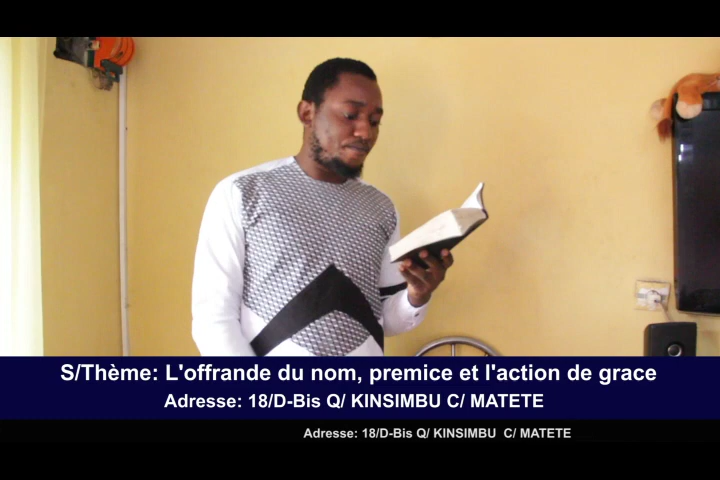 S/Thème: L'offrande du nom, premice et l'action de grace
Adresse: 18/D-Bis Q/ KINSIMBU C/ MATETE
Adresse: 18/D-Bis Q/ KINSIMBU  C/ MATETE